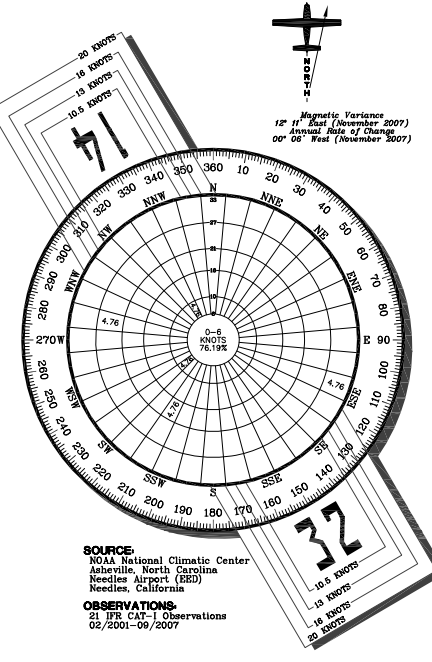 20 KNOTS
16 KNOTS
13 KNOTS
10.5 KNOTS
14
NORTH
Magnetic Variance
12° 11' East (November 2007)
Annual Rate of Change
00° 06' West (November 2007)
360
10
20
30
40
50
60
70
80
E 90
100
110
120
130
140
150
160
170
180
190
200
210
220
230
240
250
260
270W
280
290
300
310
320
330
340
350
N
NNE
NE
ENE
ESE
SE
SSE
S
SSW
SW
WSW
WNW
NW
NNW
33
27
21
16
10
4.76
4.76
4.76
4.76
0-6
KNOTS
76.19%
32
10.5 KNOTS
13 KNOTS
16 KNOTS
20 KNOTS
SOURCE:
NOAA National Climatic Center
Asheville, North Carolina
Needles Airport (EED)
Needles, California
OBSERVATIONS:
21 IFR CAT-I Observations
02/2001-09/2007